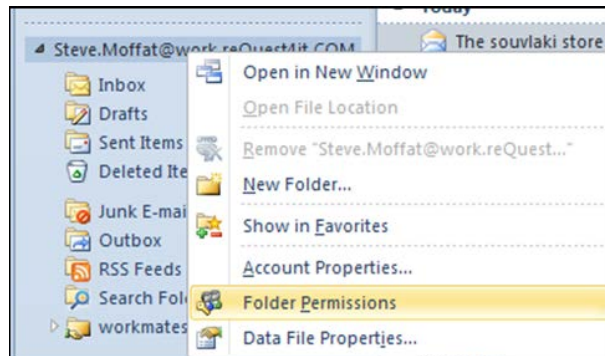 Today
Steve.Moffat@work.reQuest4it.COM
The souvlaki store
Inbox
Drafts
Sent Items
Deleted Ite
Junk E-mai
Outbox
RSS Feeds
Search Fol
workmates
Open in New Window
Open File Location
Remove "Steve.Moffat@work.reQuest..."
New Folder...
Show in Favorites
Account Properties...
Folder Permissions
Data File Properties...